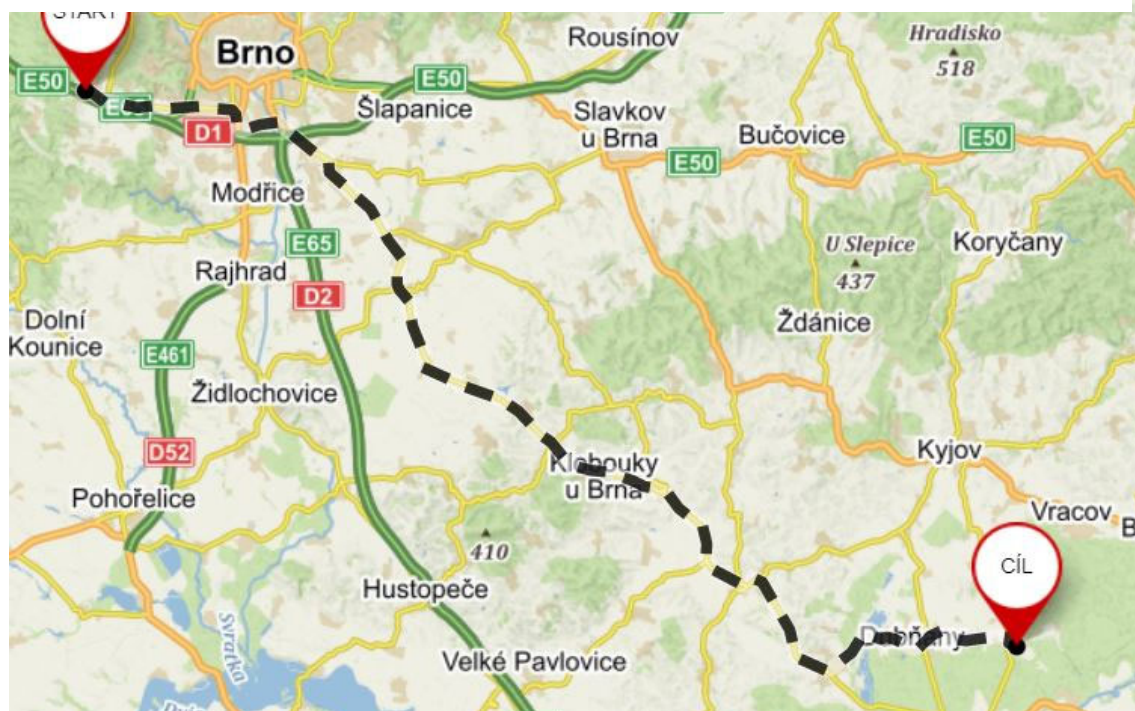 START
Brno
Rousínov
Hradisko
518
E50
E50
Šlapanice
Slavkov
u Brna
D1
Bučovice
E50
E50
Modřice
E65
U Slepice
437
Koryčany
Rajhrad
D2
Dolní
Kounice
Ždánice
E461
Židlochovice
D52
Klobouky
u Brna
Kyjov
Pohořelice
Vracov
B
410
CÍL
Hustopeče
Svratka
Dubňany
Velké Pavlovice